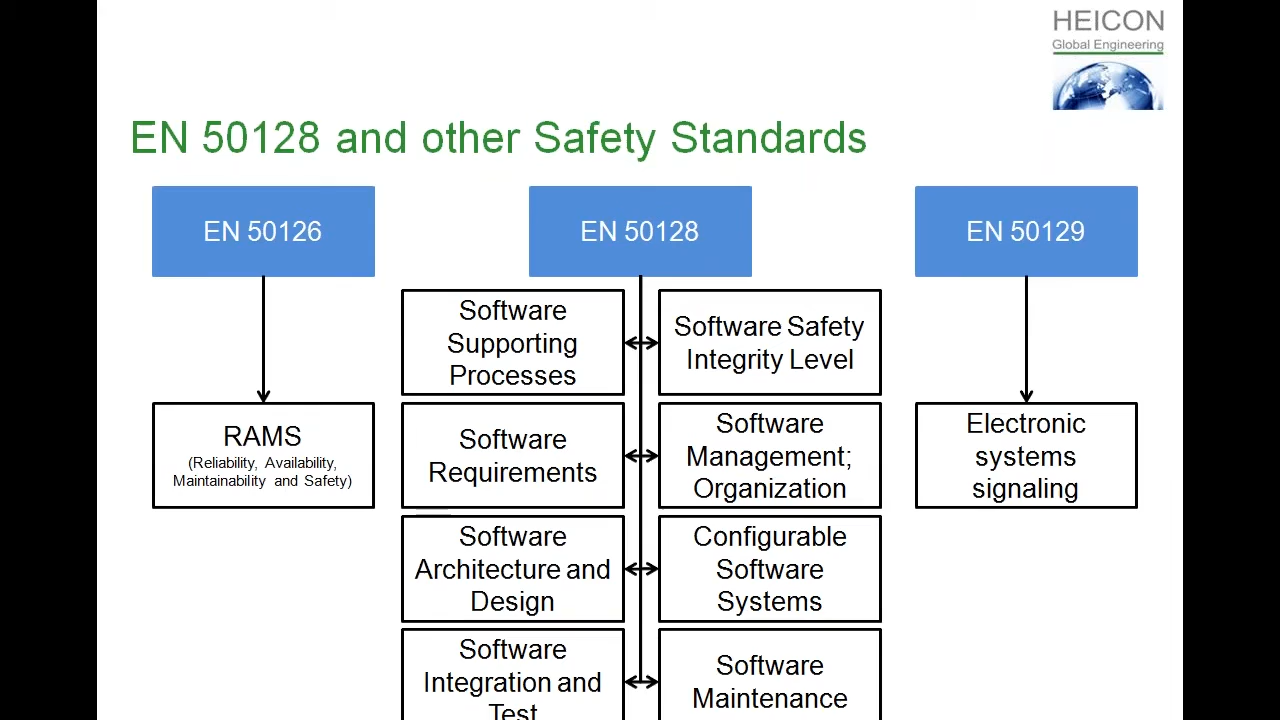 HEICON
Global Engineering
EN 50128 and other Safety Standards
EN 50126
EN 50128
EN 50129
Software
Supporting
Processes
Software Safety
Integrity Level
RAMS
(Reliability, Availability,
Maintainability and Safety)
Software
Requirements
Software
Management;
Organization
Electronic
systems
signaling
Software
Architecture and
Design
Configurable
Software
Systems
Software
Integration and
Test
Software
Maintenance